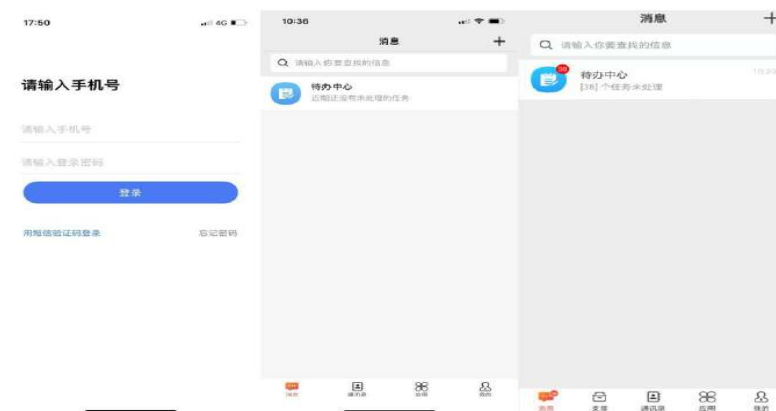 17:50
4G
请输入手机号
请输入手机号
请输入登录密码
登录
用短信验证码登录
忘记密码
10:36
消息
请输入你要查找的信息
待办中心
近期还没有未处理的任务
消息
通讯录
应用
我的
消息
请输入你要查找的信息
38
待办中心
[38]个任务未处理
消息
文章
通讯录
应用
我的